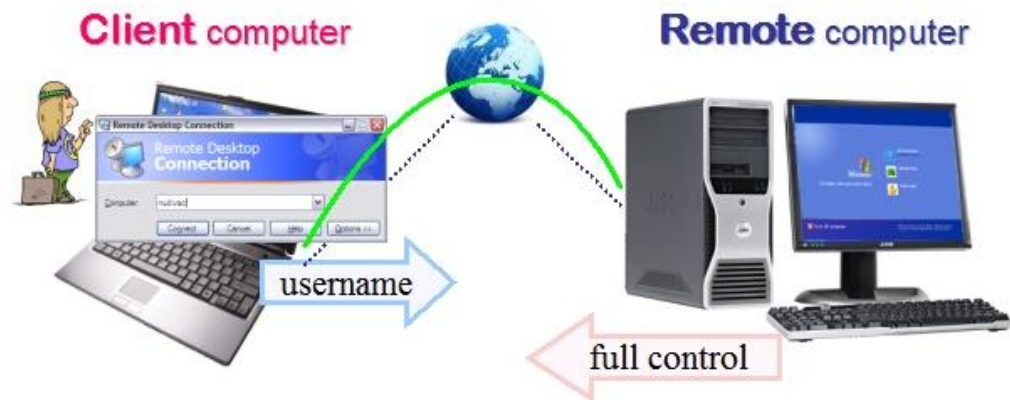 Client computer
Remote computer
Remote Desktop Connection
Remote Desktop
Connection
Computer:
Connect Cancel Help Options >>
username
full control